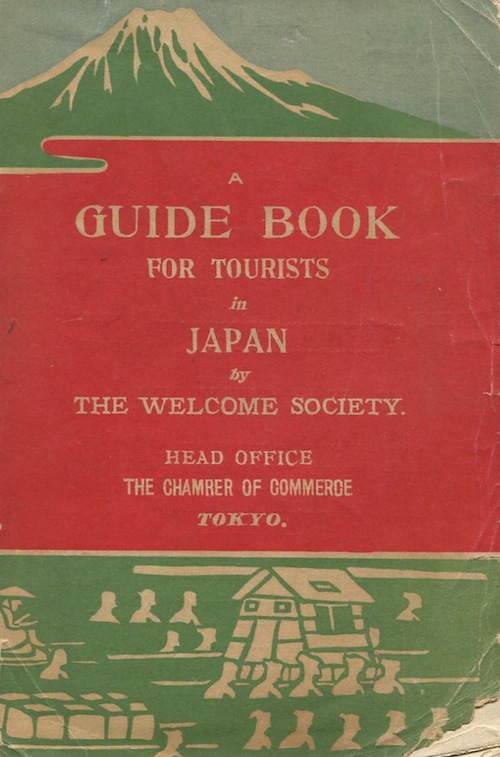 A
GUIDE BOOK
FOR TOURISTS
in
JAPAN
by
THE WELCOME SOCIETY.
HEAD OFFICE
THE CHAMRER OF COMMERCE
TOKYO.